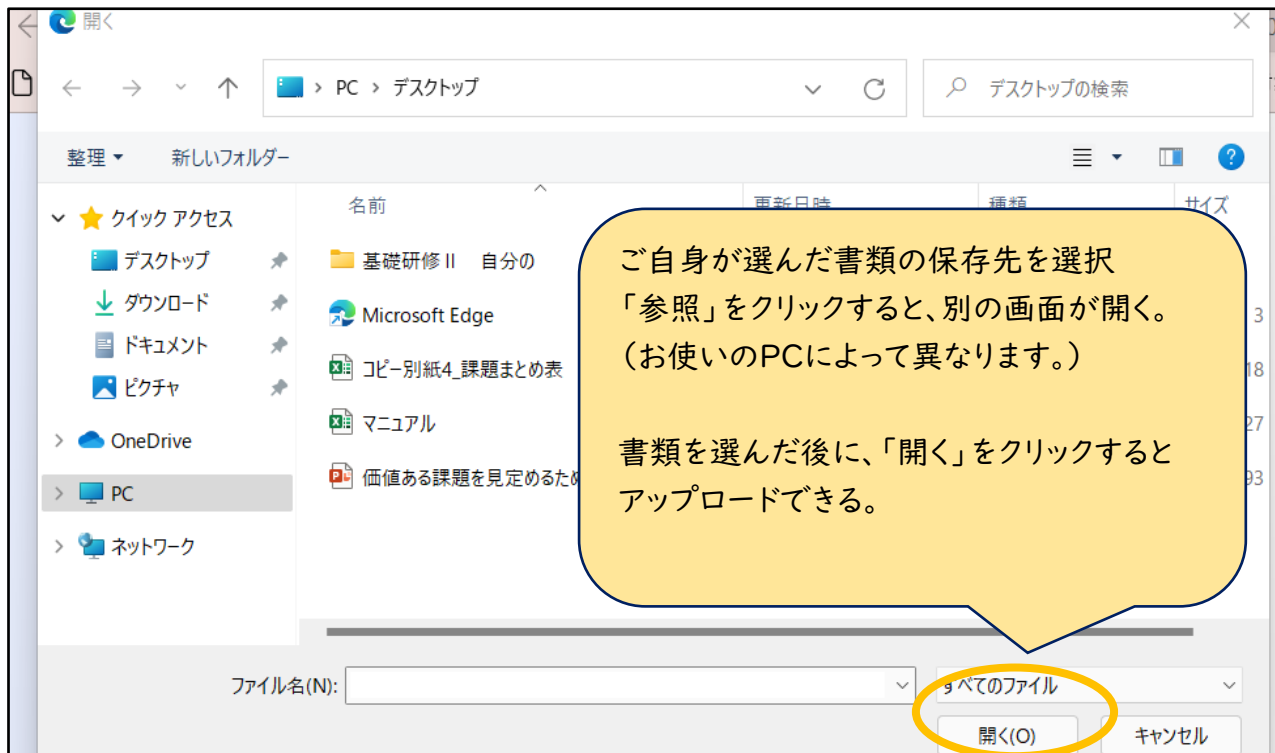 開く
PC > デスクトップ
デスクトップの検索
整理
新しいフォルダー
名前
更新日時
種類
サイズ
クイック アクセス
デスクトップ
ダウンロード
ドキュメント
ピクチャ
OneDrive
PC
ネットワーク
基礎研修Ⅱ　自分の
Microsoft Edge
3
コピー別紙4_課題まとめ表
18
マニュアル
27
価値ある課題を見定めるため
93
ご自身が選んだ書類の保存先を選択
「参照」をクリックすると、別の画面が開く。
（お使いのPCによって異なります。）
書類を選んだ後に、「開く」をクリックすると
アップロードできる。
ファイル名(N):
すべてのファイル
開く(O)
キャンセル